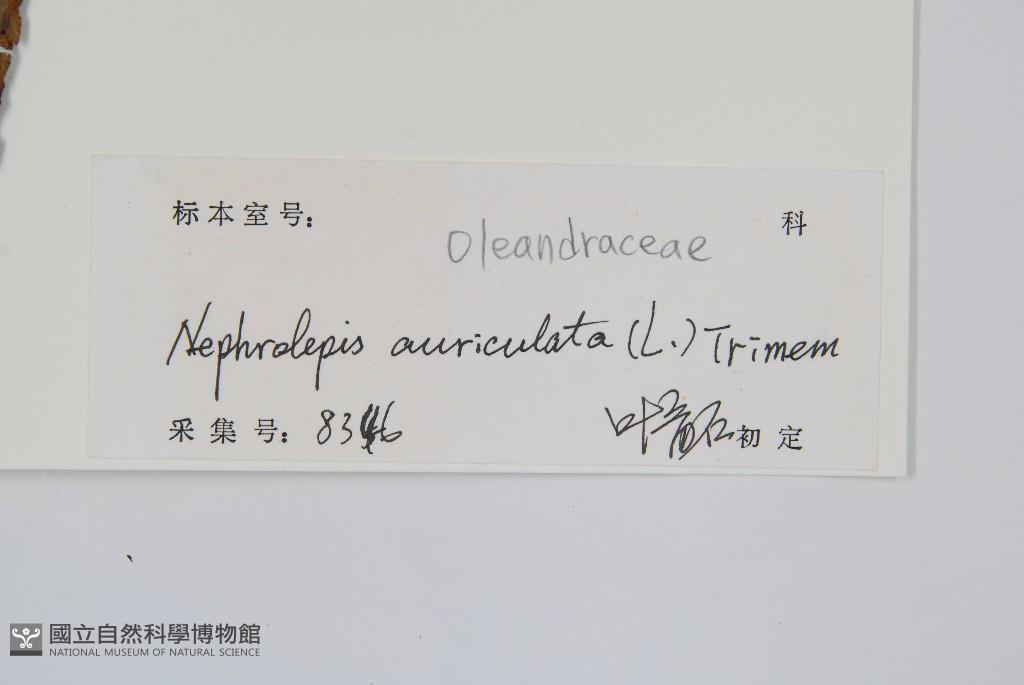 标本室号:
Oleandraceae 科
Nephrolepis auriculata (L.) Trimem
采集号: 叶 初定
國立自然科學博物館
NATIONAL MUSEUM OF NATURAL SCIENCE